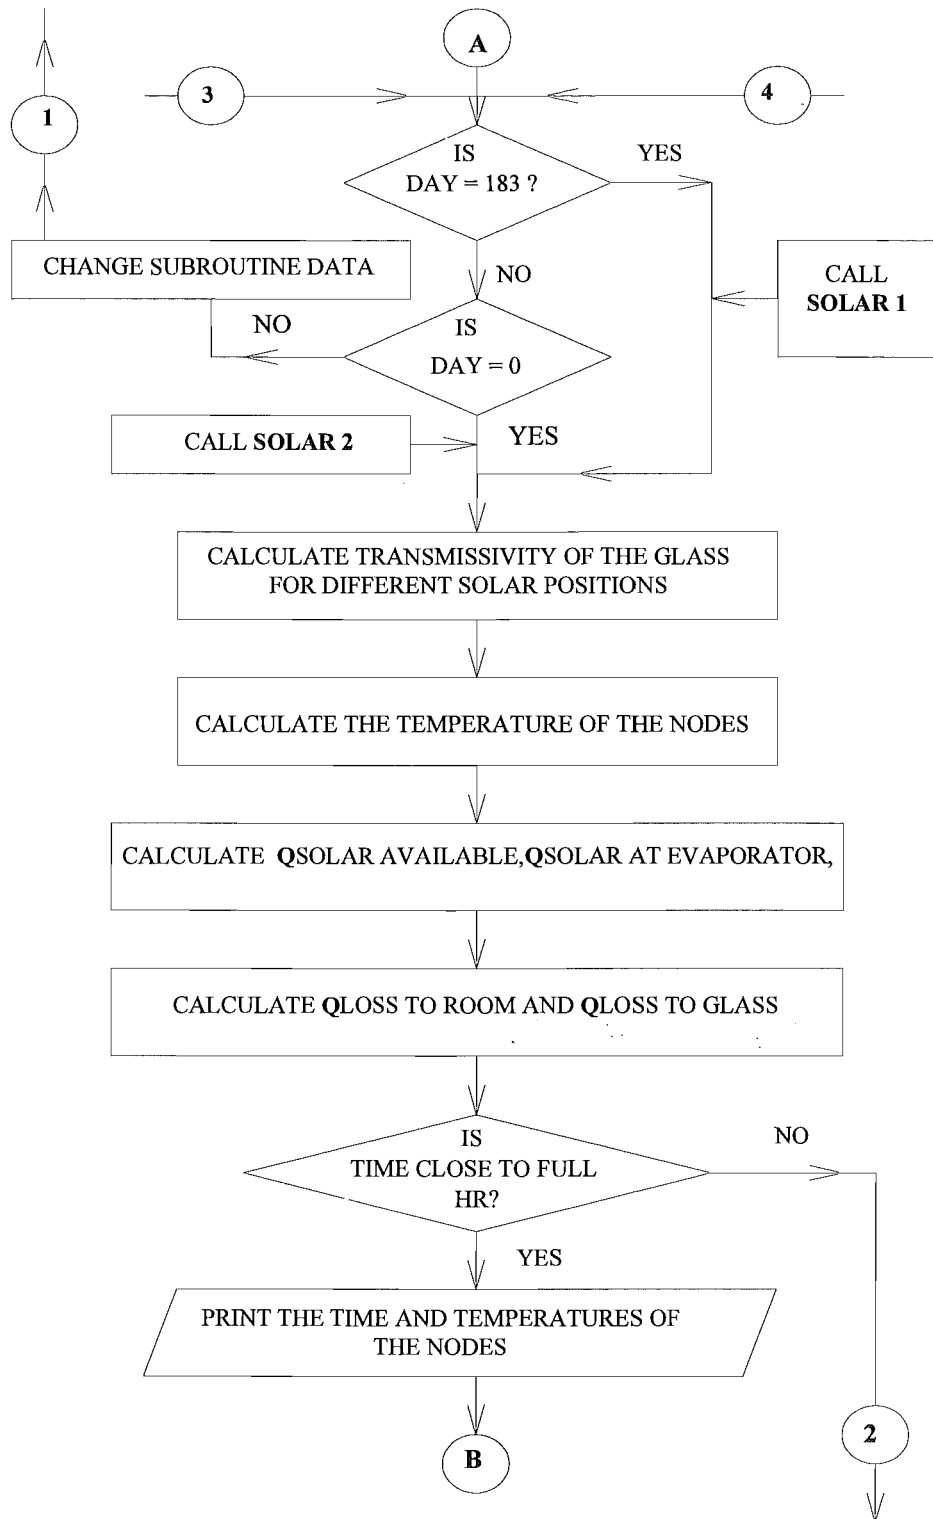 A
3
4
1
IS
DAY = 183 ?
YES
CHANGE SUBROUTINE DATA
NO
CALL
SOLAR 1
NO
IS
DAY = 0
CALL SOLAR 2
YES
CALCULATE TRANSMISSIVITY OF THE GLASS
FOR DIFFERENT SOLAR POSITIONS
CALCULATE THE TEMPERATURE OF THE NODES
CALCULATE QSOLAR AVAILABLE,QSOLAR AT EVAPORATOR,
CALCULATE QLOSS TO ROOM AND QLOSS TO GLASS
IS
TIME CLOSE TO FULL
HR?
NO
YES
PRINT THE TIME AND TEMPERATURES OF
THE NODES
B
2